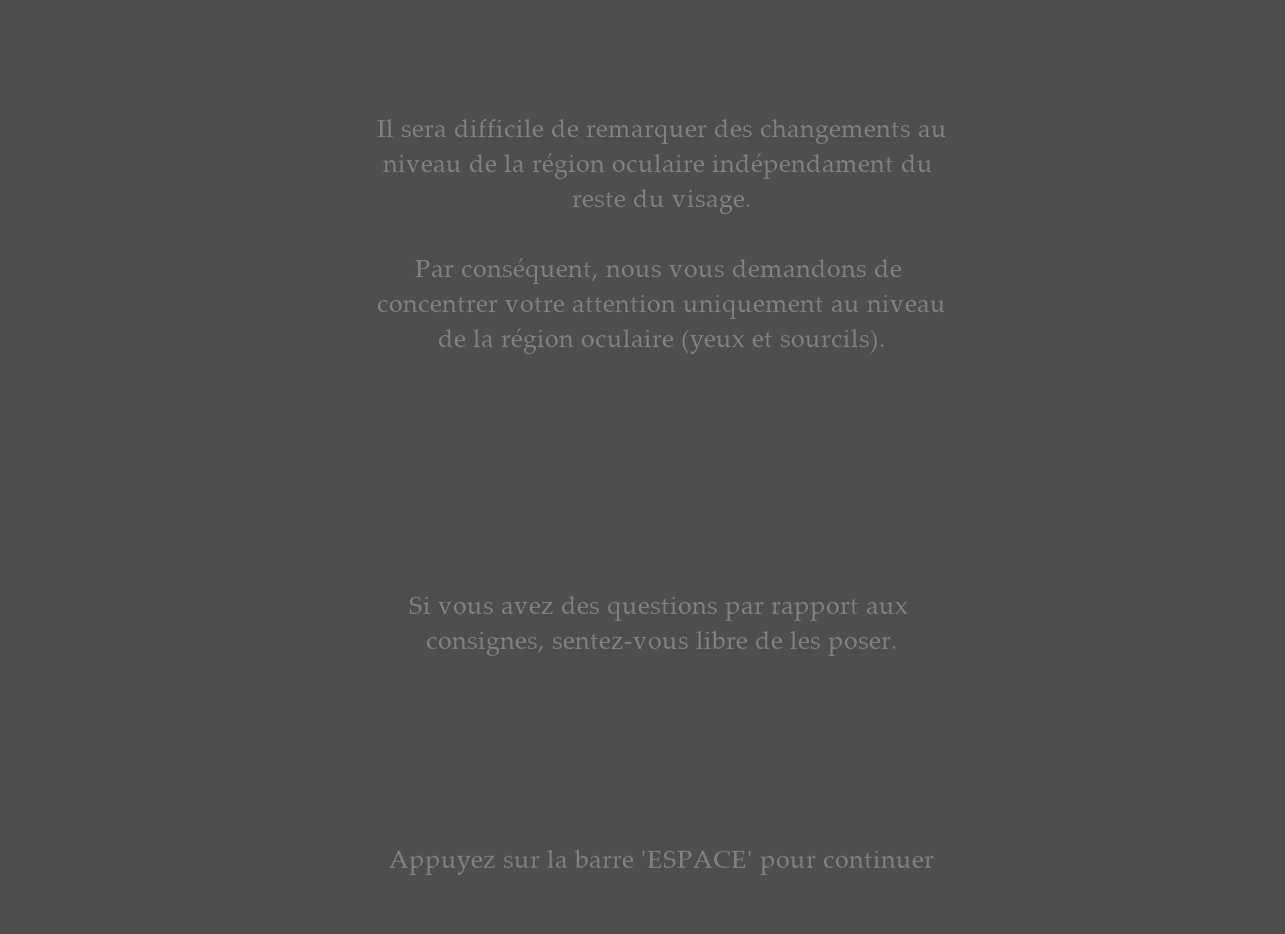 Il sera difficile de remarquer des changements au
niveau de la région oculaire indépendament du
reste du visage.
Par conséquent, nous vous demandons de
concentrer votre attention uniquement au niveau
de la région oculaire (yeux et sourcils).
Si vous avez des questions par rapport aux
consignes, sentez-vous libre de les poser.
Appuyez sur la barre 'ESPACE' pour continuer